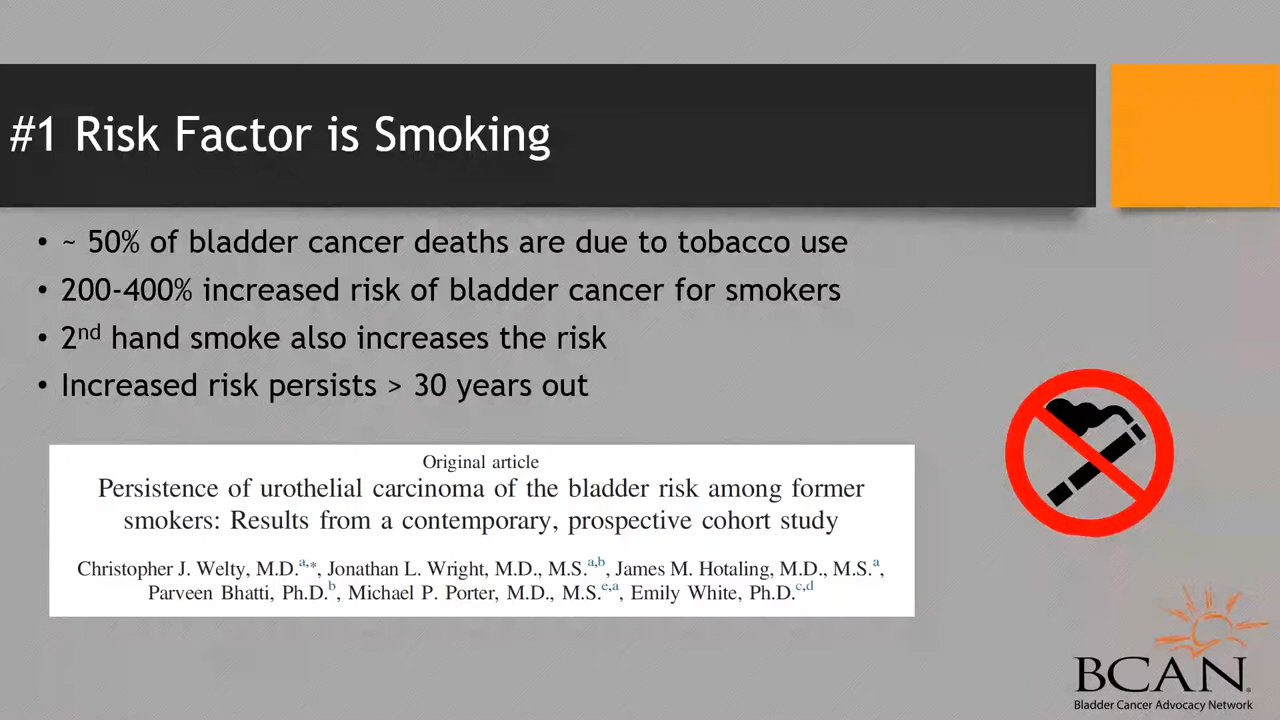 #1 Risk Factor is Smoking
• ~ 50% of bladder cancer deaths are due to tobacco use
• 200-400% increased risk of bladder cancer for smokers
• 2nd hand smoke also increases the risk
• Increased risk persists > 30 years out
Original article
Persistence of urothelial carcinoma of the bladder risk among former
smokers: Results from a contemporary, prospective cohort study
Christopher J. Welty, M.D.a,*, Jonathan L. Wright, M.D., M.S.a,b, James M. Hotaling, M.D., M.S.a,
Parveen Bhatti, Ph.D.b, Michael P. Porter, M.D., M.S.e,a, Emily White, Ph.D.c,d
BCAN®
Bladder Cancer Advocacy Network